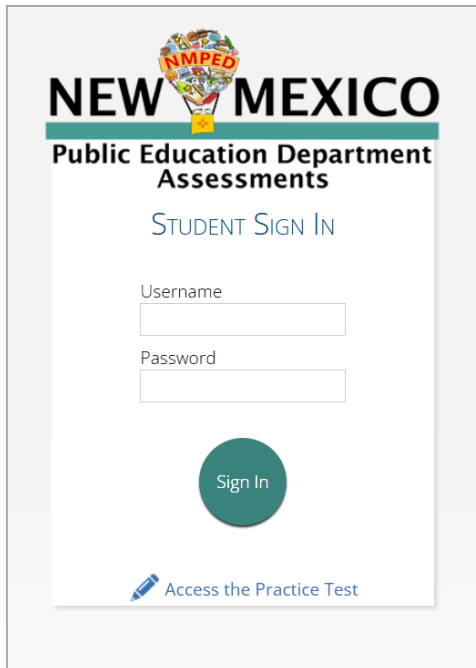 NMPED
NEW MEXICO
Public Education Department
Assessments
Student Sign In
Username
Password
Sign In
Access the Practice Test